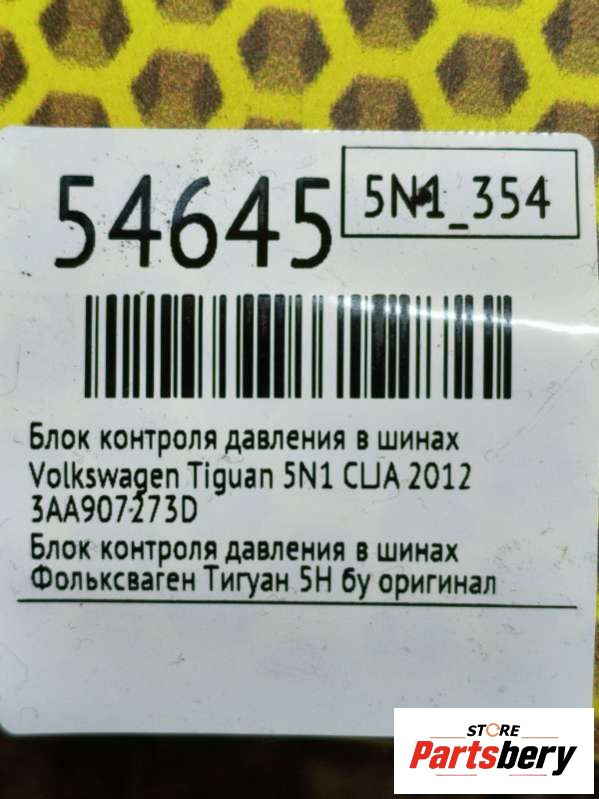 54645
5N1_354
Блок контроля давления в шинах
Volkswagen Tiguan 5N1 CLJA 2012
3AA907273D
Блок контроля давления в шинах
Фольксваген Тигуан 5Н бу оригинал
STORE
Partsbery